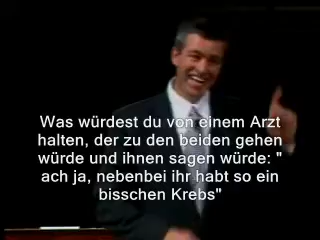 Was würdest du von einem Arzt
halten, der zu den beiden gehen
würde und ihnen sagen würde: "
ach ja, nebenbei ihr habt so ein
bisschen Krebs"